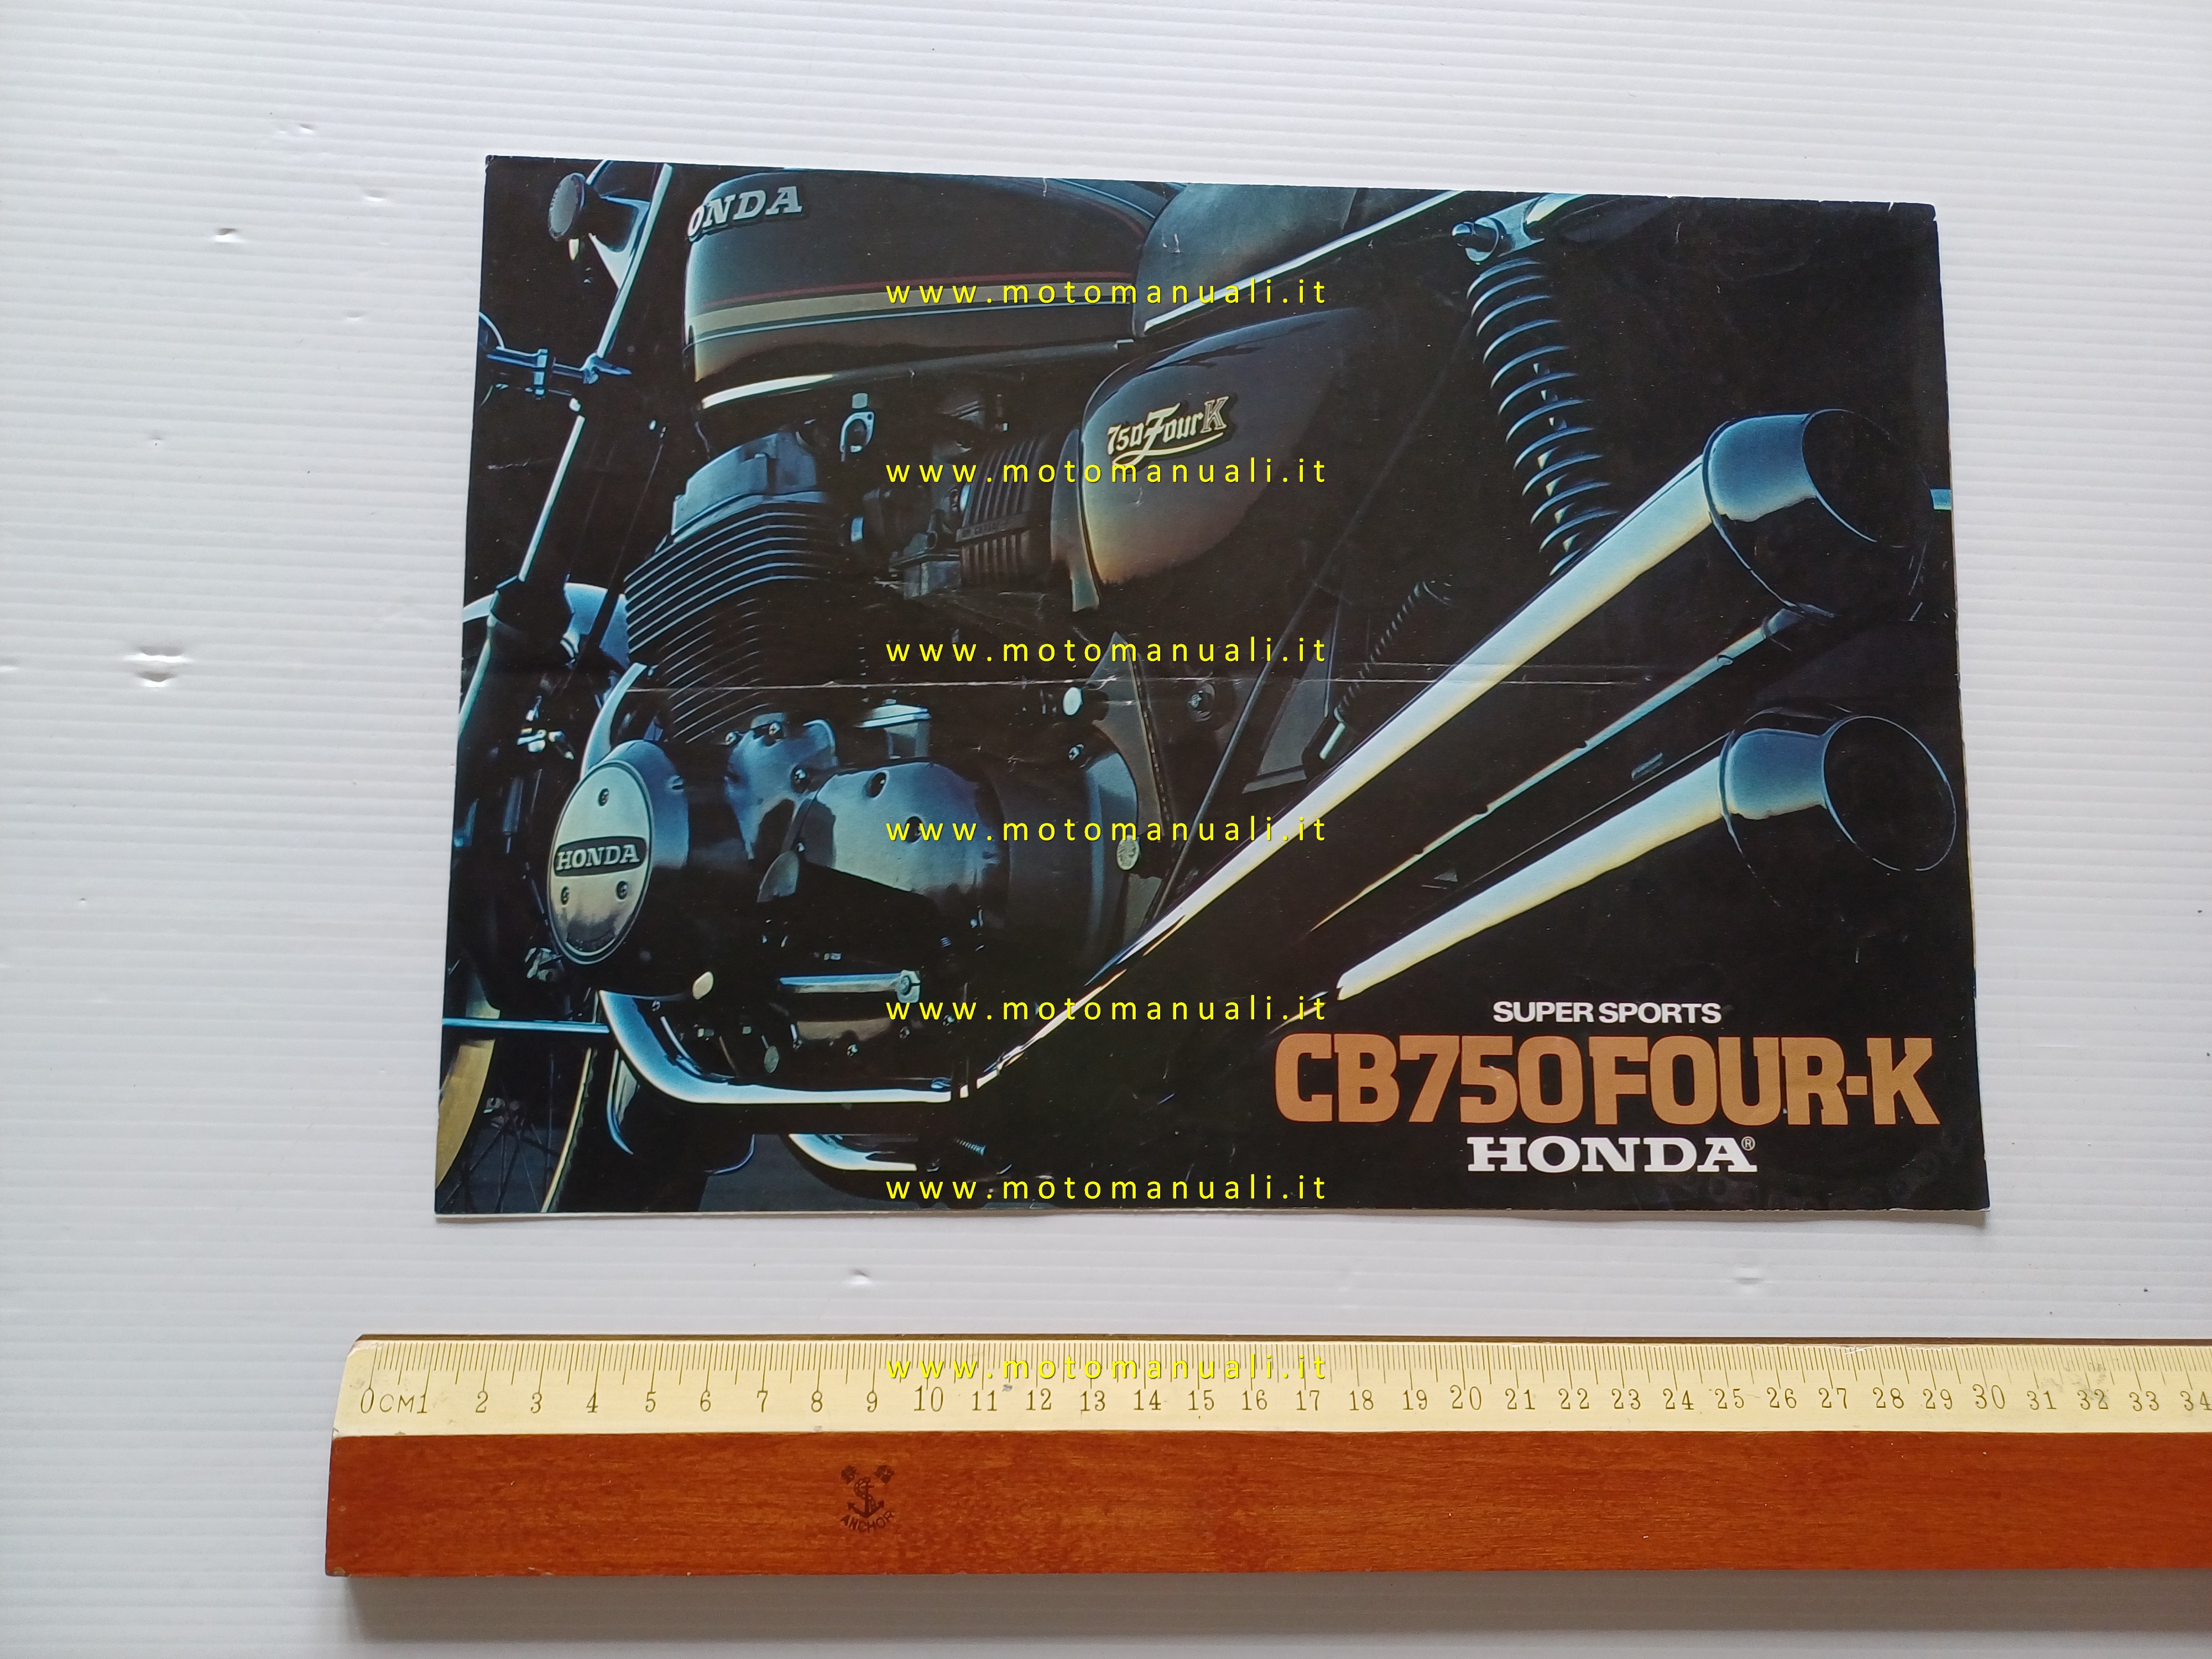 ONDA
www.motomanuali.it
750FourK
www.motomanuali.it
www.motomanuali.it
www.motomanuali.it
HONDA
www.motomanuali.it
SUPER SPORTS
CB750FOUR-K
HONDA®
www.motomanuali.it
www.motomanuali.it
0CM1 2 3 4 5 6 7 8 9 10 11 12 13 14 15 16 17 18 19 20 21 22 23 24 25 26 27 28 29 30 31 32 33 34
ANCHOR